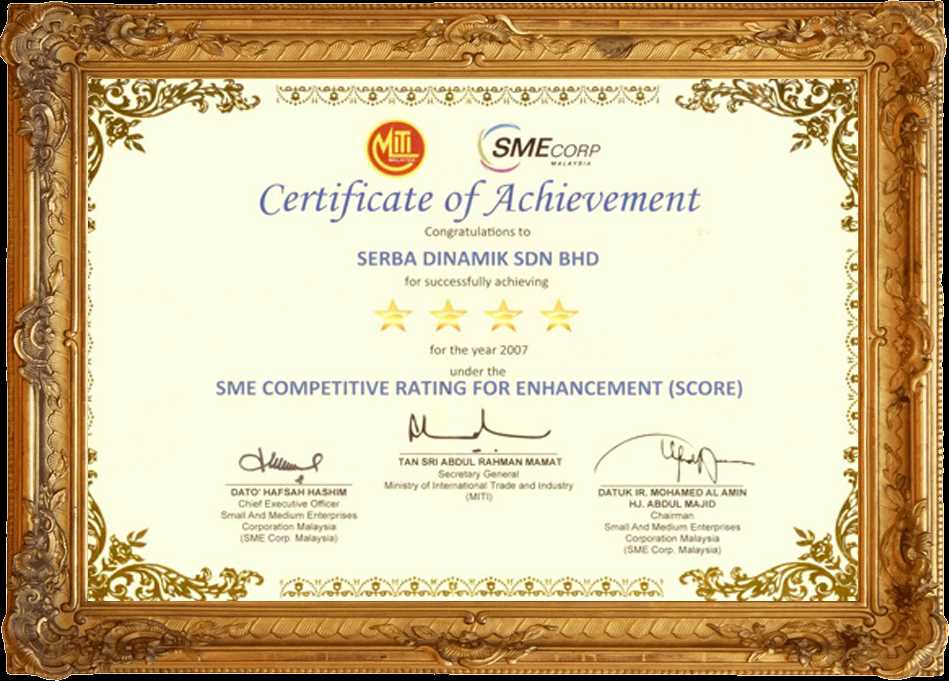 MITI
MALAYSIA
SMECORP
MALAYSIA
Certificate of Achievement
Congratulations to
SERBA DINAMIK SDN BHD
for successfully achieving
for the year 2007
under the
SME COMPETITIVE RATING FOR ENHANCEMENT (SCORE)
TAN SRI ABDUL RAHMAN MAMAT
Secretary General
Ministry of International Trade and Industry
(MITI)
DATO' HAFSAH HASHIM
Chief Executive Officer
Small And Medium Enterprises
Corporation Malaysia
(SME Corp. Malaysia)
DATUK IR. MOHAMED AL AMIN
HJ. ABDUL MAJID
Chairman
Small And Medium Enterprises
Corporation Malaysia
(SME Corp. Malaysia)